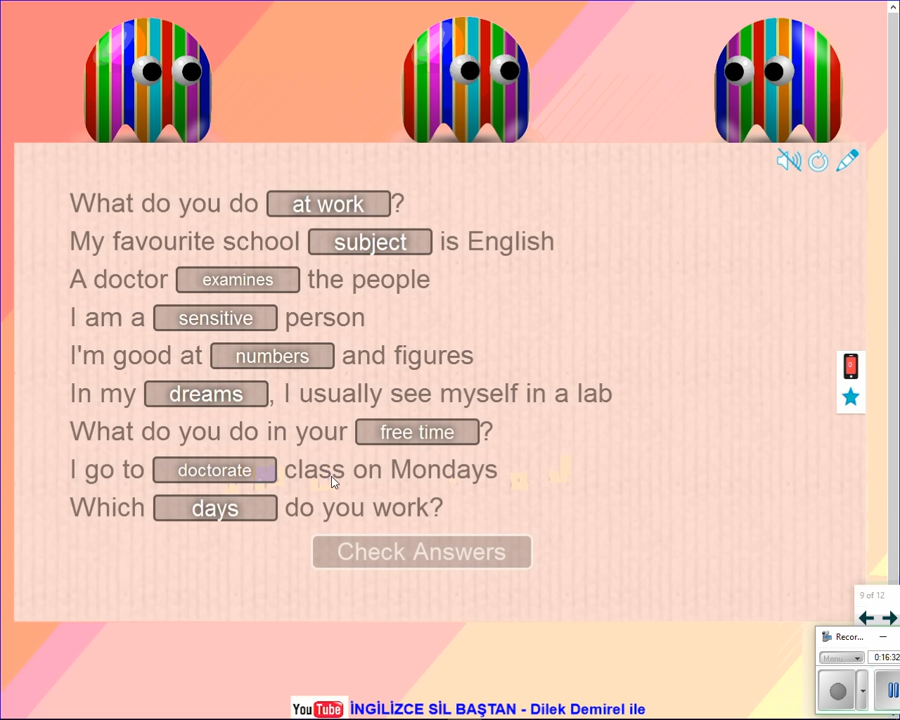 What do you do at work ?
My favourite school subject is English
A doctor examines the people
I am a sensitive person
I'm good at numbers and figures
In my dreams , I usually see myself in a lab
What do you do in your free time ?
I go to doctorate class on Mondays
Which days do you work?
Check Answers
9 of 12
Recor...
Menu...
0:16:32
YouTube İNGİLİZCE SİL BAŞTAN - Dilek Demirel ile